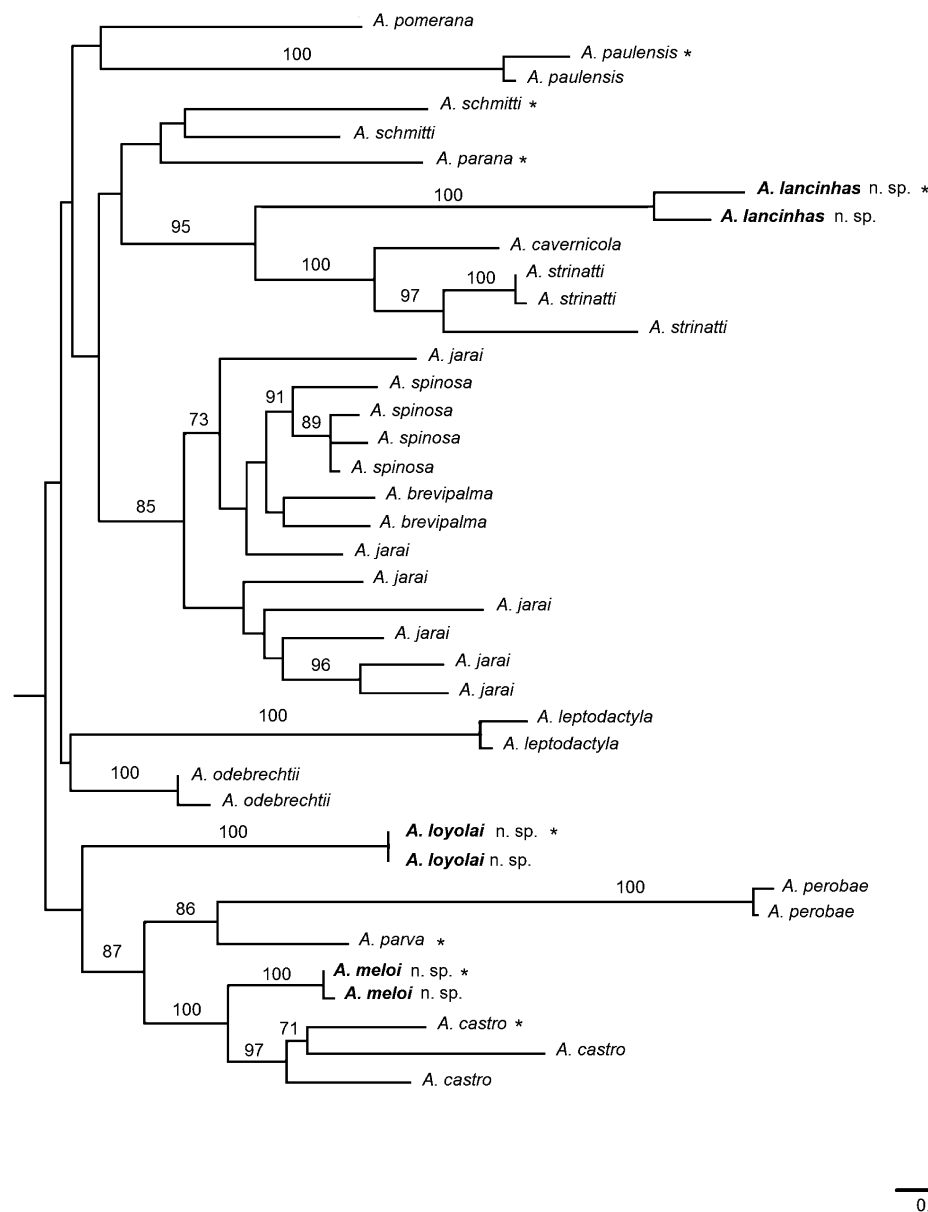 A. pomerana
100
A. paulensis *
A. paulensis
A. schmitti *
A. schmitti
A. parana *
100
A. lancinhas n. sp. *
A. lancinhas n. sp.
95
A. cavernicola
100
A. strinatti
100
97
A. strinatti
A. strinatti
A. jarai
A. spinosa
91
A. spinosa
73
89
A. spinosa
A. spinosa
A. brevipalma
85
A. brevipalma
A. jarai
A. jarai
A. jarai
A. jarai
96
A. jarai
A. jarai
100
A. leptodactyla
A. leptodactyla
100
A. odebrechtii
A. odebrechtii
100
A. loyolai n. sp. *
A. loyolai n. sp.
100
A. perobae
86
A. perobae
A. parva *
87
A. meloi n. sp. *
100
A. meloi n. sp.
100
71
A. castro *
97
A. castro
A. castro